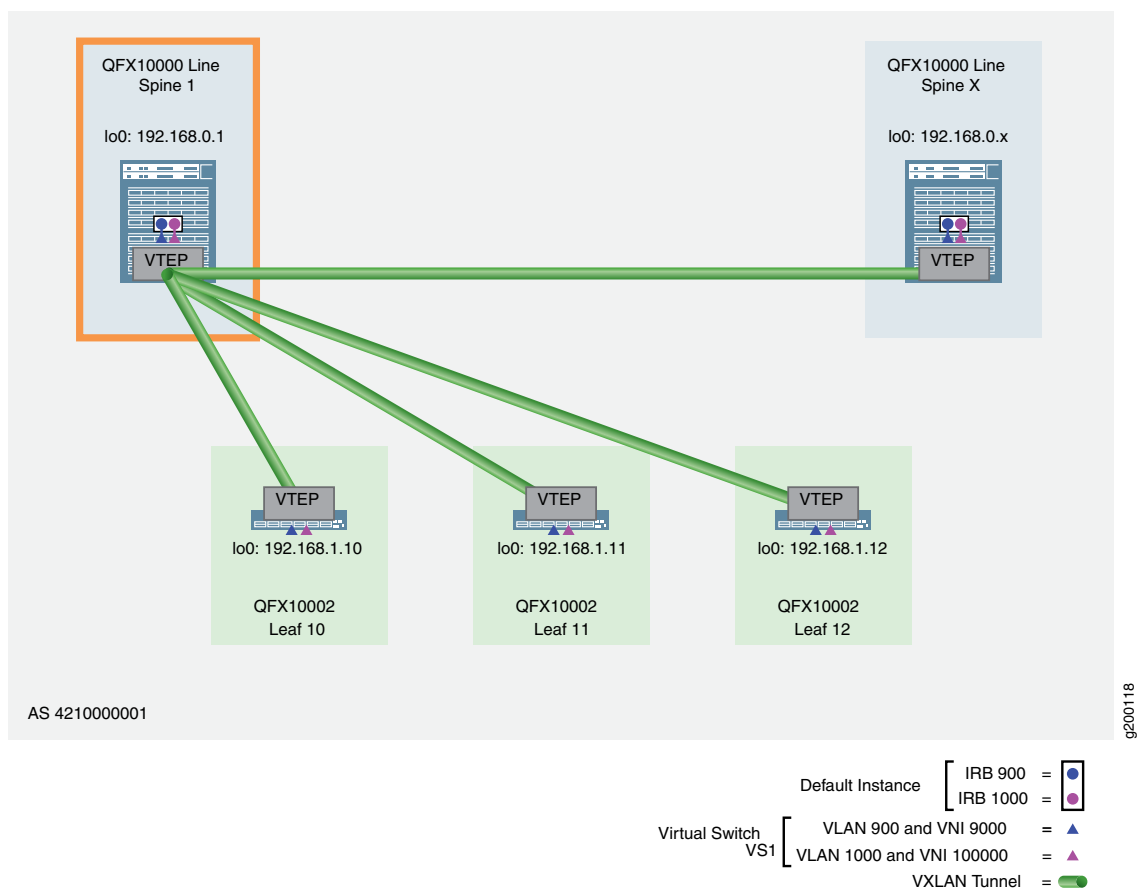 QFX10000 Line
Spine 1
lo0: 192.168.0.1
VTEP
QFX10000 Line
Spine X
lo0: 192.168.0.x
VTEP
VTEP
lo0: 192.168.1.10
QFX10002
Leaf 10
VTEP
lo0: 192.168.1.11
QFX10002
Leaf 11
VTEP
lo0: 192.168.1.12
QFX10002
Leaf 12
AS 4210000001
g200118
Default Instance
IRB 900 =
IRB 1000 =
Virtual Switch
VS1
VLAN 900 and VNI 9000 =
VLAN 1000 and VNI 100000 =
VXLAN Tunnel =